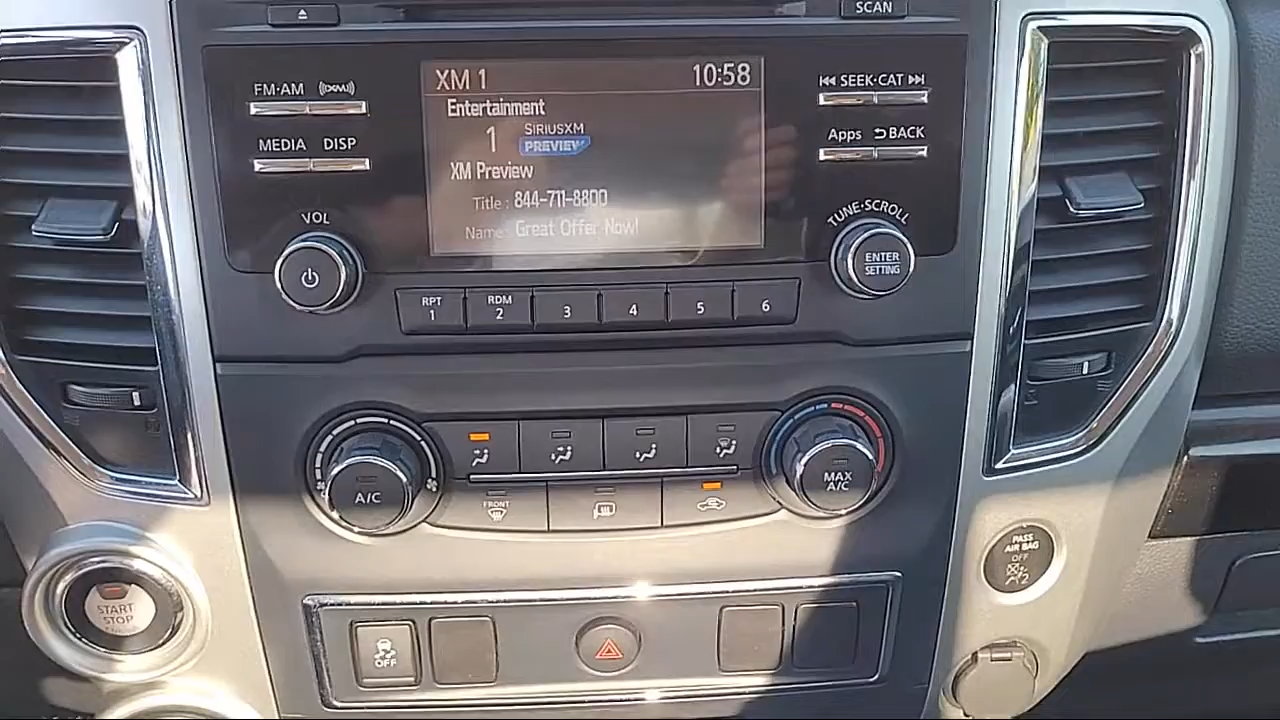 SCAN
FM·AM
(((XM)))
MEDIA DISP
VOL
XM 1 10:58
Entertainment
1 SIRIUSXM
PREVIEW
XM Preview
Title : 844-711-8800
Name: Great Offer Now!
SEEK·CAT
Apps BACK
TUNE·SCROLL
ENTER
SETTING
RPT
1
RDM
2
3
4
5
6
A/C
FRONT
MAX
A/C
START
STOP
OFF
PASS
AIR BAG
OFF
2